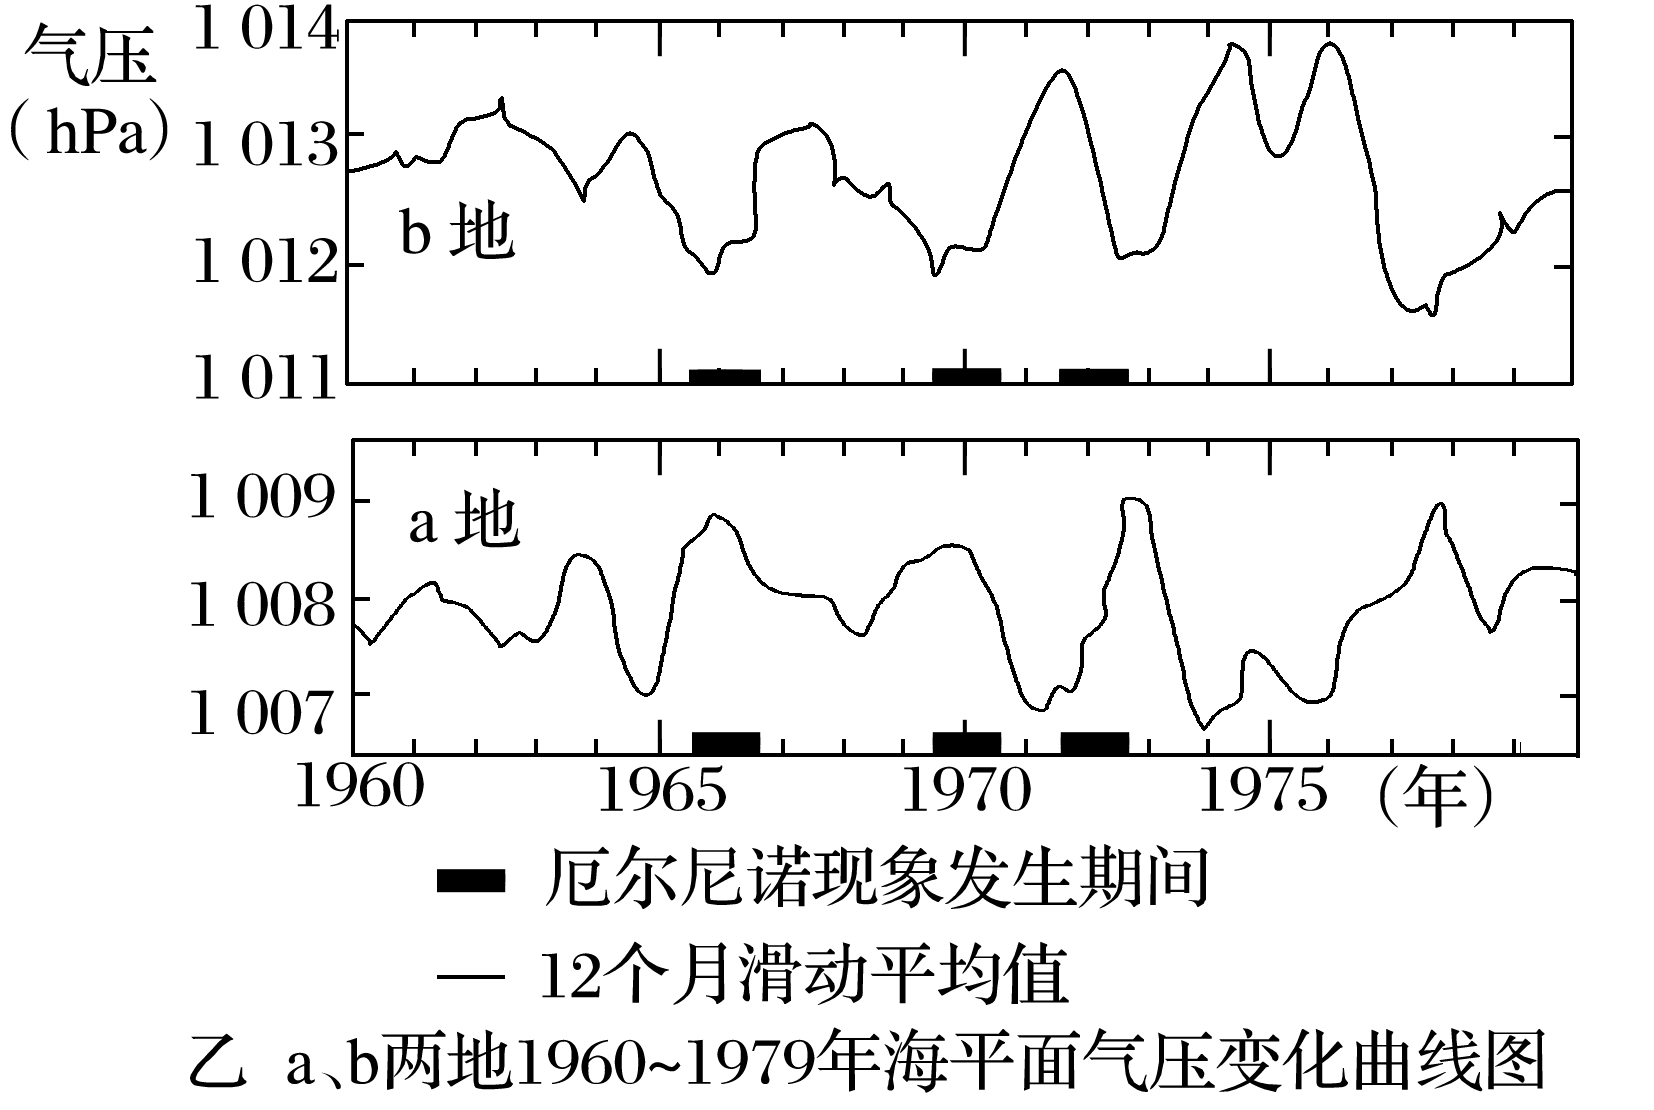 气压
(hPa)
1 014
1 013
1 012
1 011
b 地
1 009
1 008
1 007
a 地
1960 1965 1970 1975 (年)
厄尔尼诺现象发生期间
12个月滑动平均值
乙 a、b两地1960~1979年海平面气压变化曲线图